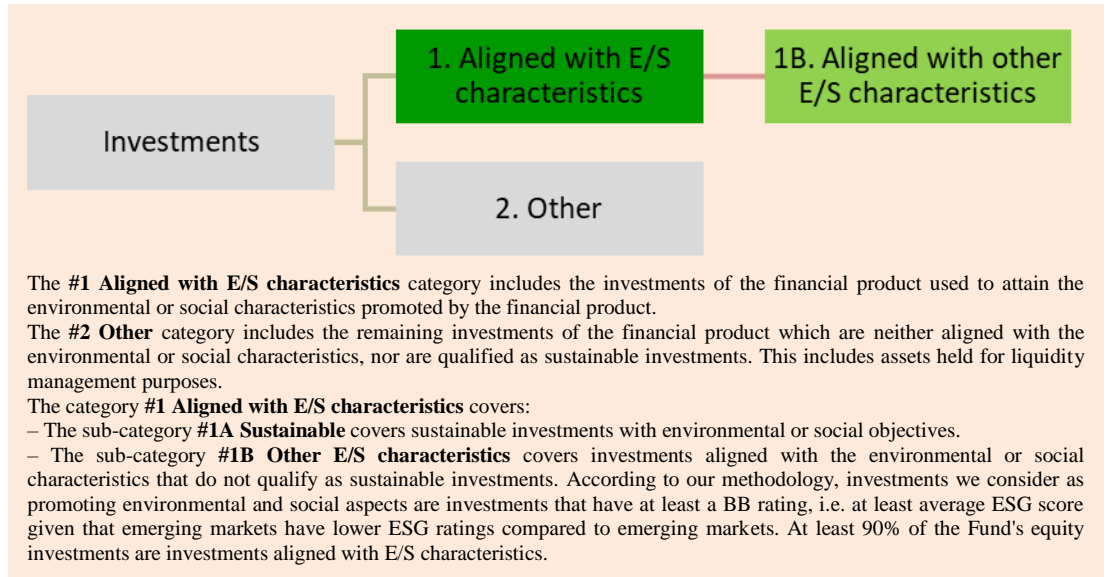 1. Aligned with E/S
characteristics
1B. Aligned with other
E/S characteristics
Investments
2. Other
The #1 Aligned with E/S characteristics category includes the investments of the financial product used to attain the
environmental or social characteristics promoted by the financial product.
The #2 Other category includes the remaining investments of the financial product which are neither aligned with the
environmental or social characteristics, nor are qualified as sustainable investments. This includes assets held for liquidity
management purposes.
The category #1 Aligned with E/S characteristics covers:
– The sub-category #1A Sustainable covers sustainable investments with environmental or social objectives.
– The sub-category #1B Other E/S characteristics covers investments aligned with the environmental or social
characteristics that do not qualify as sustainable investments. According to our methodology, investments we consider as
promoting environmental and social aspects are investments that have at least a BB rating, i.e. at least average ESG score
given that emerging markets have lower ESG ratings compared to emerging markets. At least 90% of the Fund's equity
investments are investments aligned with E/S characteristics.